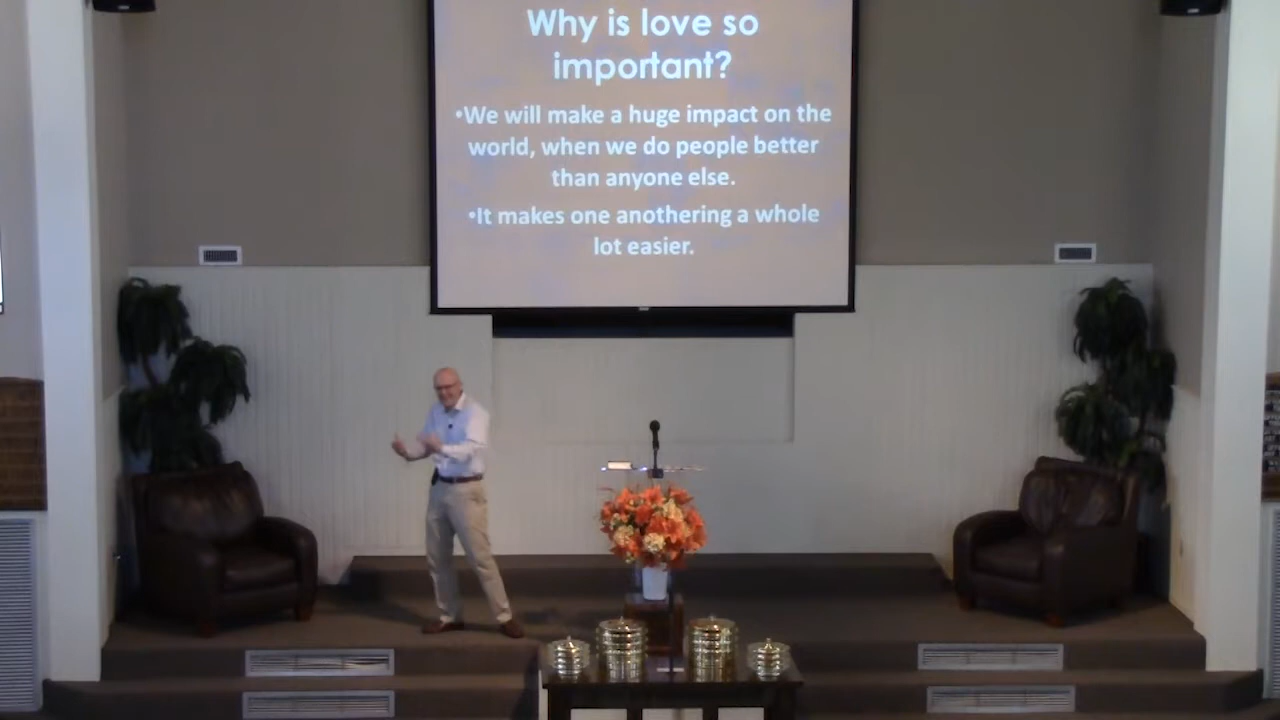 Why is love so
important?
•We will make a huge impact on the
world, when we do people better
than anyone else.
•It makes one anothering a whole
lot easier.